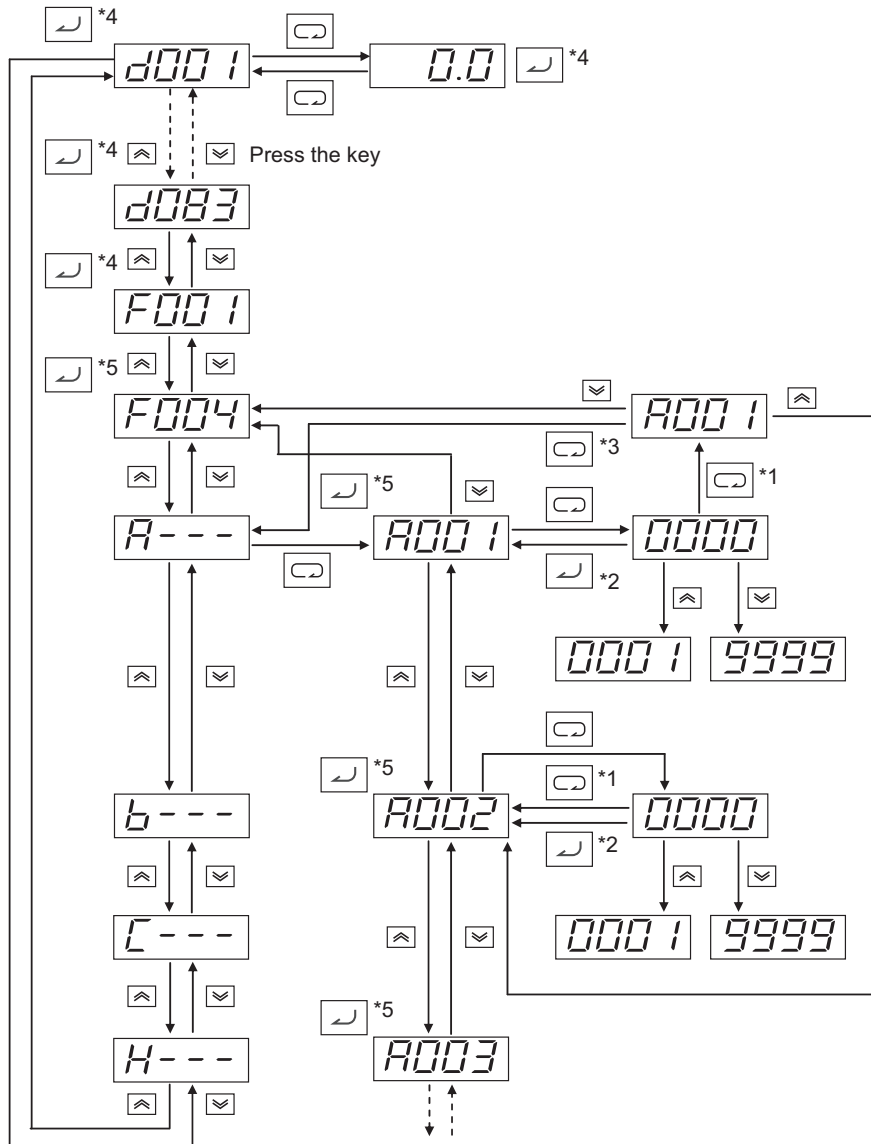 *4
d001
0.0
*4
*4
Press the key
d083
*4
F001
*5
F004
A001
*3
*1
*5
A---
A001
0000
*2
0001
9999
*5
*1
b---
A002
0000
*2
C---
0001
9999
*5
H---
A003